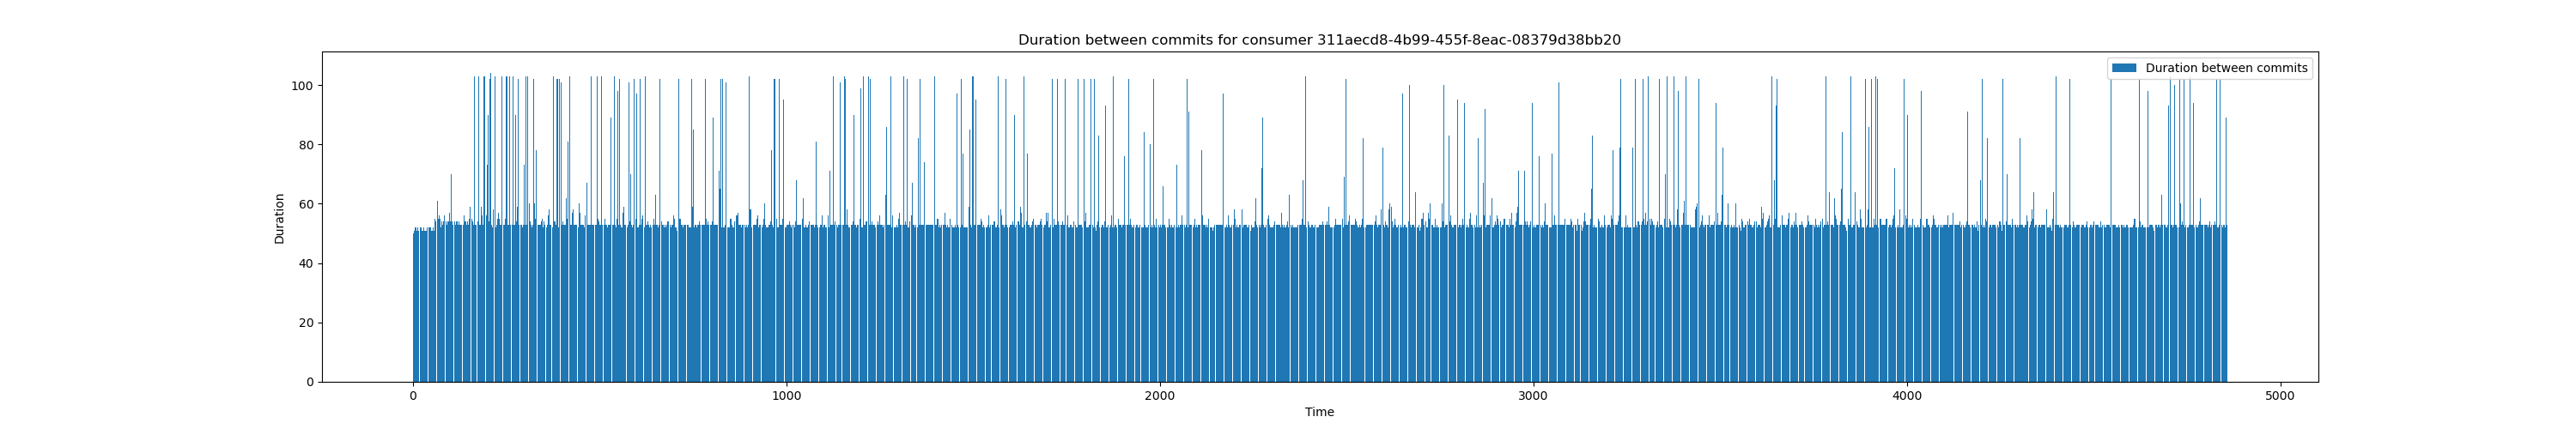 Duration between commits for consumer 311aecd8-4b99-455f-8eac-08379d38bb20
Duration between commits
100
80
60
40
20
0
Duration
0 1000 2000 3000 4000 5000
Time